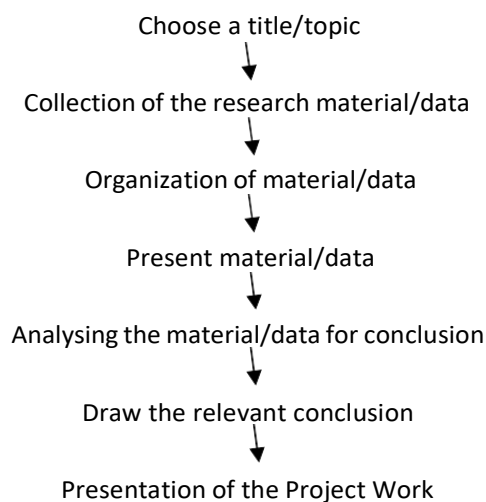 Choose a title/topic
Collection of the research material/data
Organization of material/data
Present material/data
Analysing the material/data for conclusion
Draw the relevant conclusion
Presentation of the Project Work